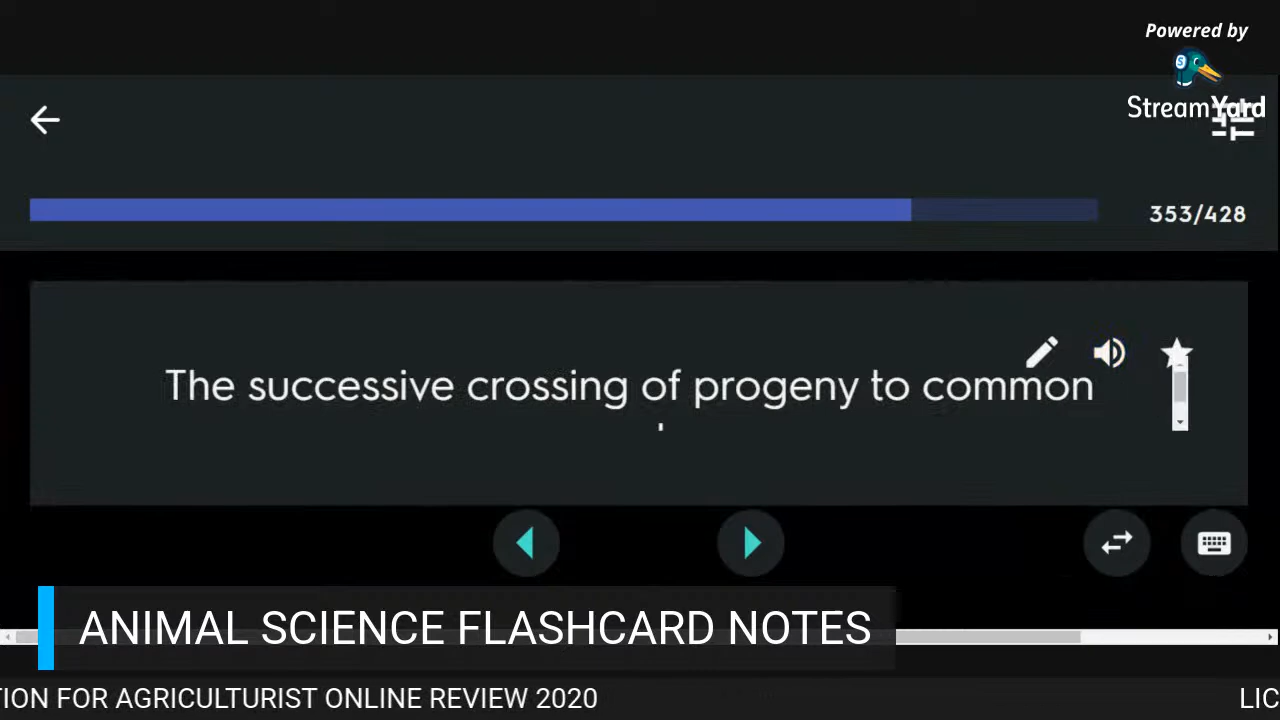 Powered by
StreamYard
353/428
The successive crossing of progeny to common
ANIMAL SCIENCE FLASHCARD NOTES
TION FOR AGRICULTURIST ONLINE REVIEW 2020
LIC